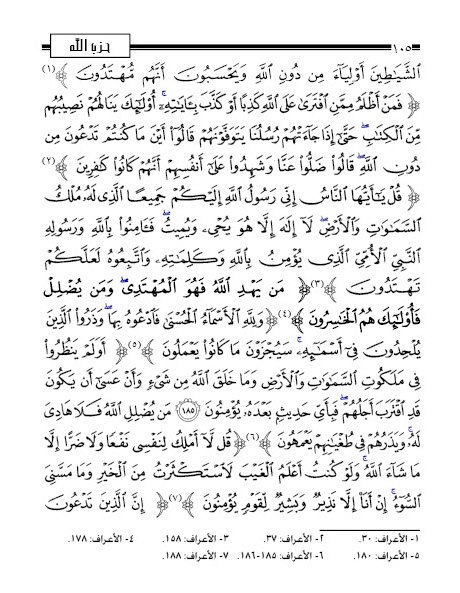 ١٠٥ حزب الله
الشَّيَاطِينَ أَوْلِيَاءَ مِن دُونِ اللَّهِ وَيَحْسَبُونَ أَنَّهُم مُّهْتَدُونَ ﴾(١)
﴿ فَمَنْ أَظْلَمُ مِمَّنِ افْتَرَىٰ عَلَى اللَّهِ كَذِبًا أَوْ كَذَّبَ بِآيَاتِهِ ۚ أُولَٰئِكَ يَنَالُهُمْ نَصِيبُهُم
مِّنَ الْكِتَابِ ۖ حَتَّىٰ إِذَا جَاءَتْهُمْ رُسُلُنَا يَتَوَفَّوْنَهُمْ قَالُوا أَيْنَ مَا كُنتُمْ تَدْعُونَ مِن
دُونِ اللَّهِ ۖ قَالُوا ضَلُّوا عَنَّا وَشَهِدُوا عَلَىٰ أَنفُسِهِمْ أَنَّهُمْ كَانُوا كَافِرِينَ ﴾(٢)
﴿ قُلْ يَا أَيُّهَا النَّاسُ إِنِّي رَسُولُ اللَّهِ إِلَيْكُمْ جَمِيعًا الَّذِي لَهُ مُلْكُ
السَّمَاوَاتِ وَالْأَرْضِ ۖ لَا إِلَٰهَ إِلَّا هُوَ يُحْيِي وَيُمِيتُ ۖ فَآمِنُوا بِاللَّهِ وَرَسُولِهِ
النَّبِيِّ الْأُمِّيِّ الَّذِي يُؤْمِنُ بِاللَّهِ وَكَلِمَاتِهِ وَاتَّبِعُوهُ لَعَلَّكُمْ
تَهْتَدُونَ ﴾(٣) ﴿ مَن يَهْدِ اللَّهُ فَهُوَ الْمُهْتَدِي ۖ وَمَن يُضْلِلْ
فَأُولَٰئِكَ هُمُ الْخَاسِرُونَ ﴾(٤) ﴿ وَلِلَّهِ الْأَسْمَاءُ الْحُسْنَىٰ فَادْعُوهُ بِهَا ۖ وَذَرُوا الَّذِينَ
يُلْحِدُونَ فِي أَسْمَائِهِ ۚ سَيُجْزَوْنَ مَا كَانُوا يَعْمَلُونَ ﴾(٥) ﴿ أَوَلَمْ يَنظُرُوا
فِي مَلَكُوتِ السَّمَاوَاتِ وَالْأَرْضِ وَمَا خَلَقَ اللَّهُ مِن شَيْءٍ وَأَنْ عَسَىٰ أَن يَكُونَ
قَدِ اقْتَرَبَ أَجَلُهُمْ ۖ فَبِأَيِّ حَدِيثٍ بَعْدَهُ يُؤْمِنُونَ ١٨٥ مَن يُضْلِلِ اللَّهُ فَلَا هَادِيَ
لَهُ ۚ وَيَذَرُهُمْ فِي طُغْيَانِهِمْ يَعْمَهُونَ ﴾(٦) ﴿ قُل لَّا أَمْلِكُ لِنَفْسِي نَفْعًا وَلَا ضَرًّا إِلَّا
مَا شَاءَ اللَّهُ ۚ وَلَوْ كُنتُ أَعْلَمُ الْغَيْبَ لَاسْتَكْثَرْتُ مِنَ الْخَيْرِ وَمَا مَسَّنِيَ
السُّوءُ ۚ إِنْ أَنَا إِلَّا نَذِيرٌ وَبَشِيرٌ لِّقَوْمٍ يُؤْمِنُونَ ﴾(٧) ﴿ إِنَّ الَّذِينَ تَدْعُونَ
١- الأعراف: ٣٠. ٢- الأعراف: ٣٧. ٣- الأعراف: ١٥٨. ٤- الأعراف: ١٧٨.
٥- الأعراف: ١٨٠. ٦- الأعراف: ١٨٥-١٨٦. ٧- الأعراف: ١٨٨.